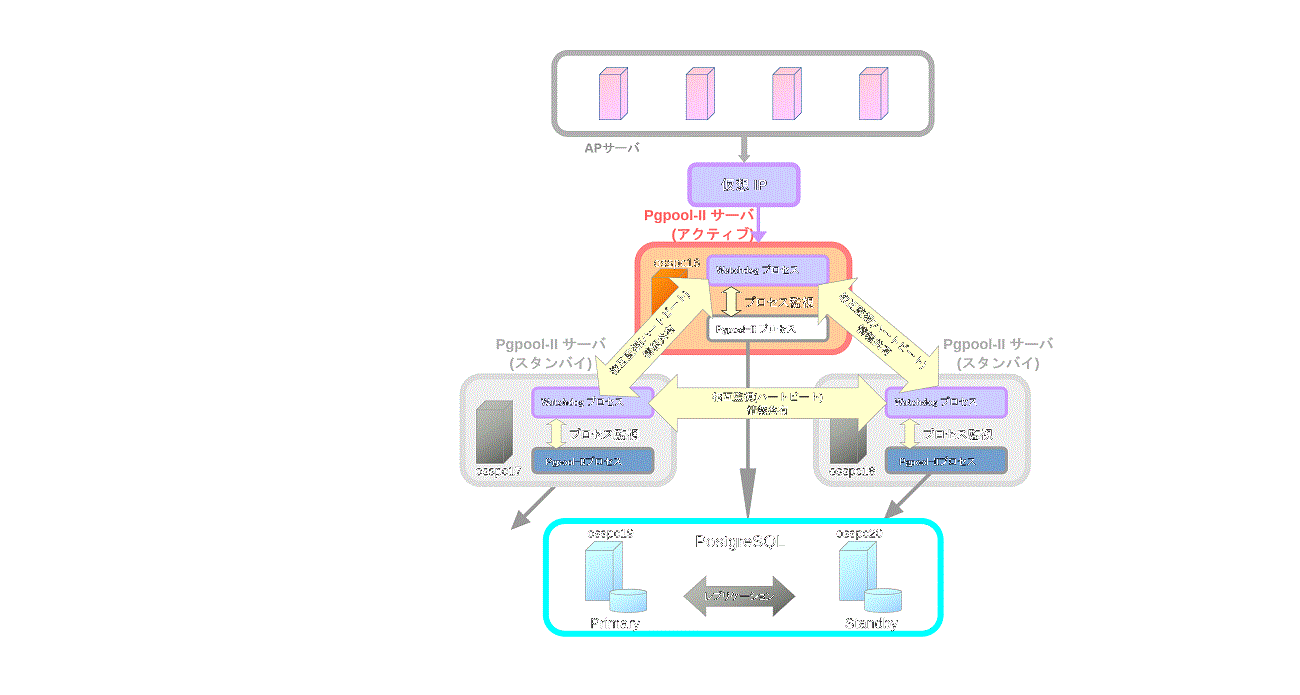 APサーバ
仮想 IP
Pgpool-II サーバ
(アクティブ)
Watchdog プロセス
プロセス監視
Pgpool-II プロセス
相互監視(ハートビート)
情報共有
相互監視(ハートビート)
情報共有
Pgpool-II サーバ
(スタンバイ)
Pgpool-II サーバ
(スタンバイ)
Watchdog プロセス
相互監視(ハートビート)
情報共有
Watchdog プロセス
プロセス監視
プロセス監視
Pgpool-IIプロセス
Pgpool-IIプロセス
osspc17
PostgreSQL
osspc19
osspc20
レプリケーション
Primary
Standby